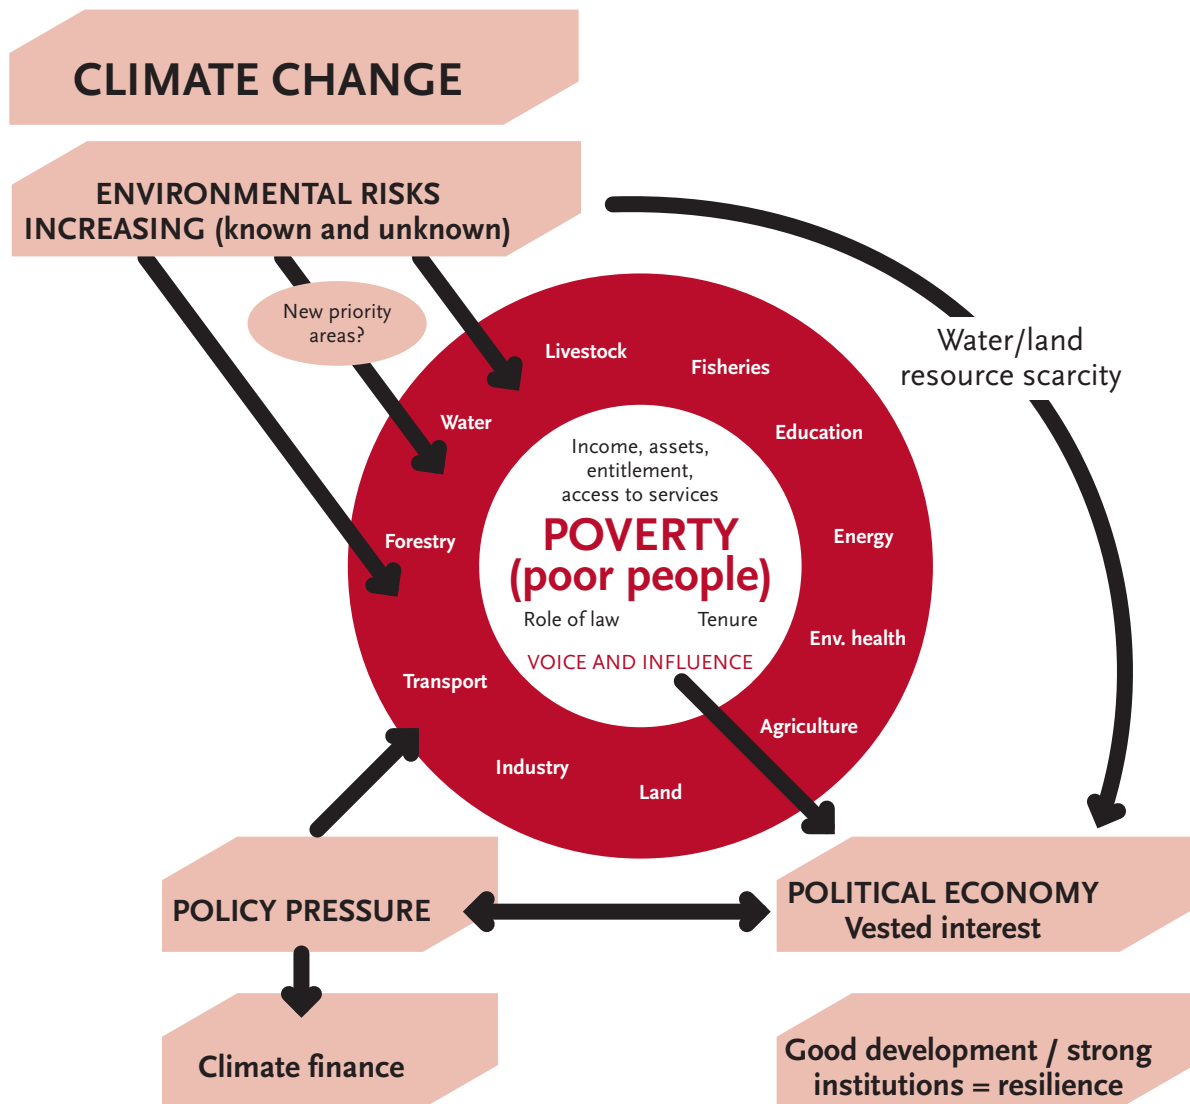 CLIMATE CHANGE
ENVIRONMENTAL RISKS
INCREASING (known and unknown)
New priority
areas?
Water/land
resource scarcity
Livestock
Fisheries
Water
Education
Forestry
Energy
Env. health
Transport
Agriculture
Industry
Land
Income, assets,
entitlement,
access to services
POVERTY
(poor people)
Role of law
Tenure
VOICE AND INFLUENCE
POLICY PRESSURE
POLITICAL ECONOMY
Vested interest
Climate finance
Good development / strong
institutions = resilience